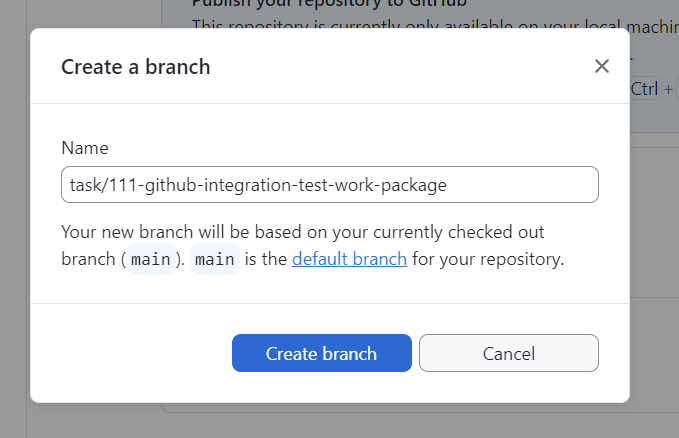 Publish your repository to GitHub
This repository is currently only available on your local machin
Create a branch
Ctrl +
Name
task/111-github-integration-test-work-package
Your new branch will be based on your currently checked out
branch (main). main is the default branch for your repository.
Create branch
Cancel